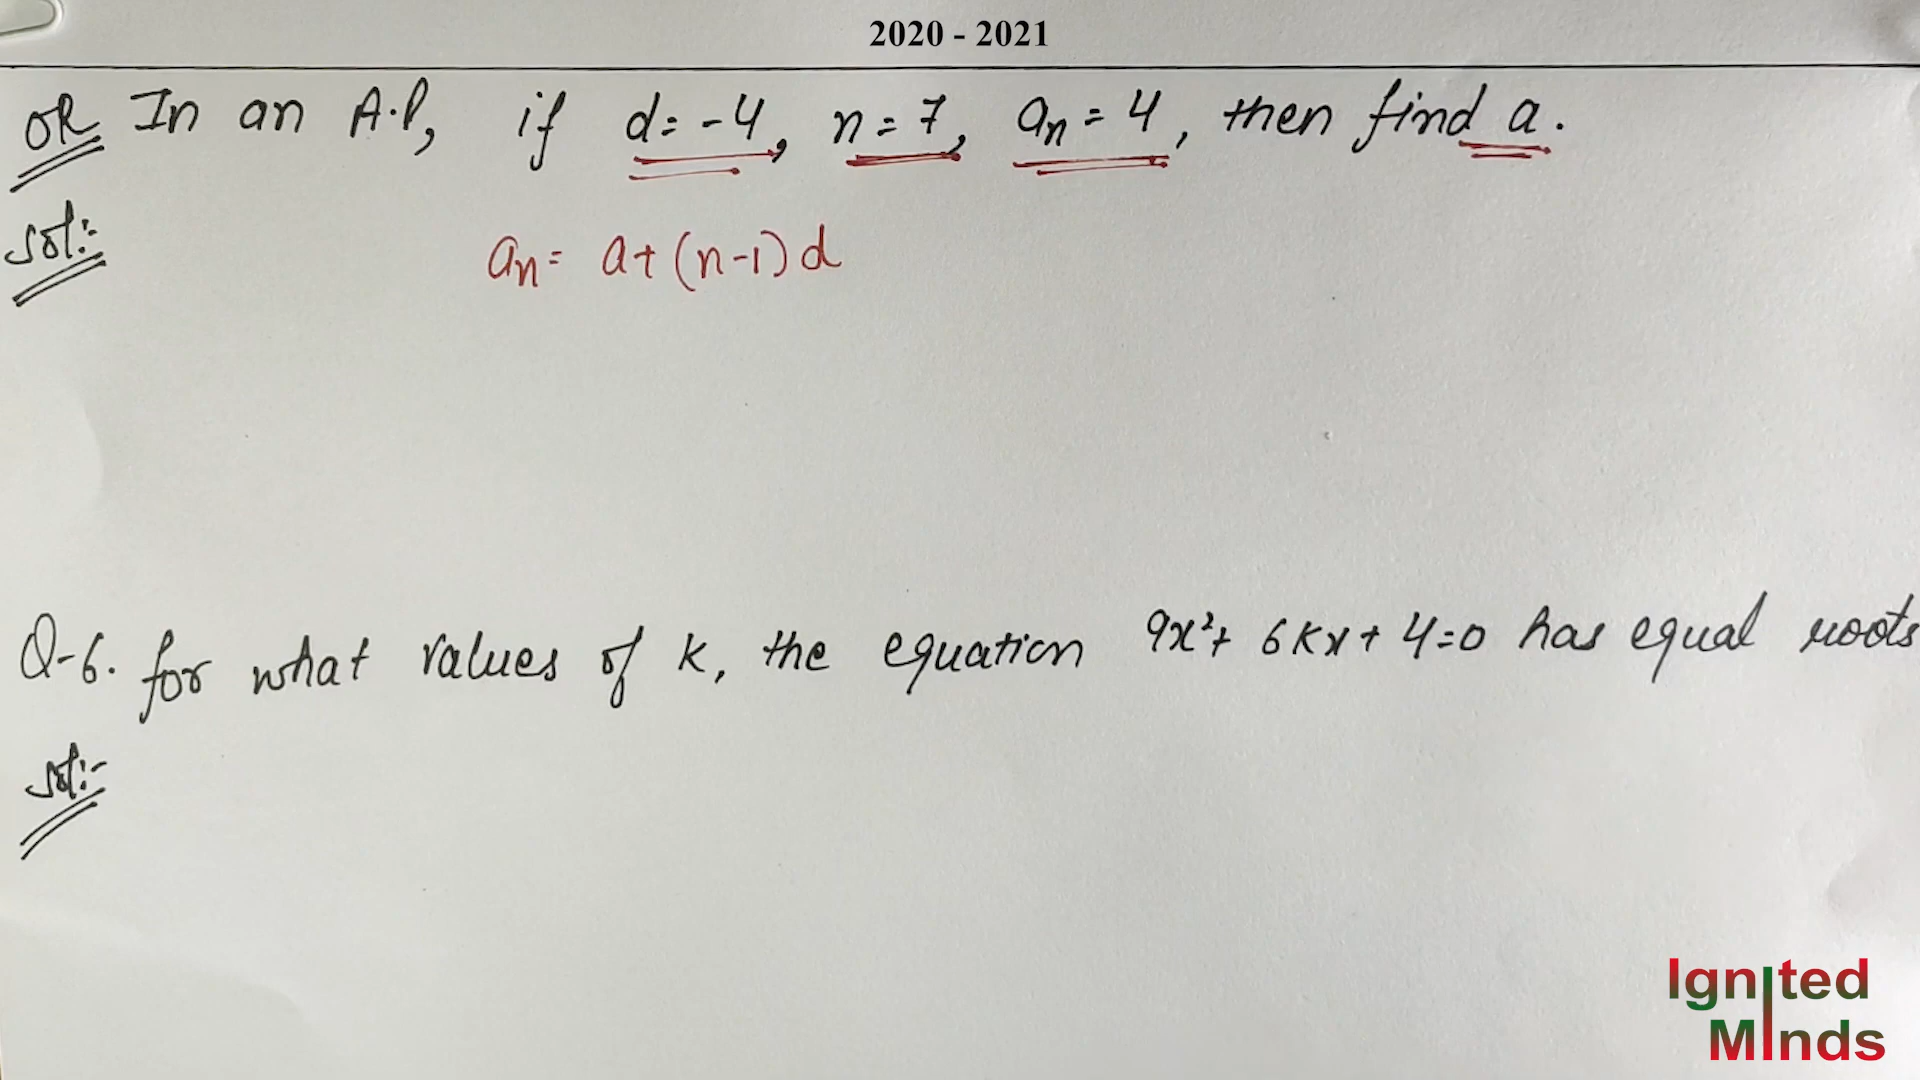 2020 - 2021
OR In an A.P, if d = -4, n = 7, an = 4, then find a.
Sol:-
an = a + (n-1) d
Q-6. for what values of k, the equation 9x² + 6kx + 4 = 0 has equal roots
Sol:-
Ignited
Minds